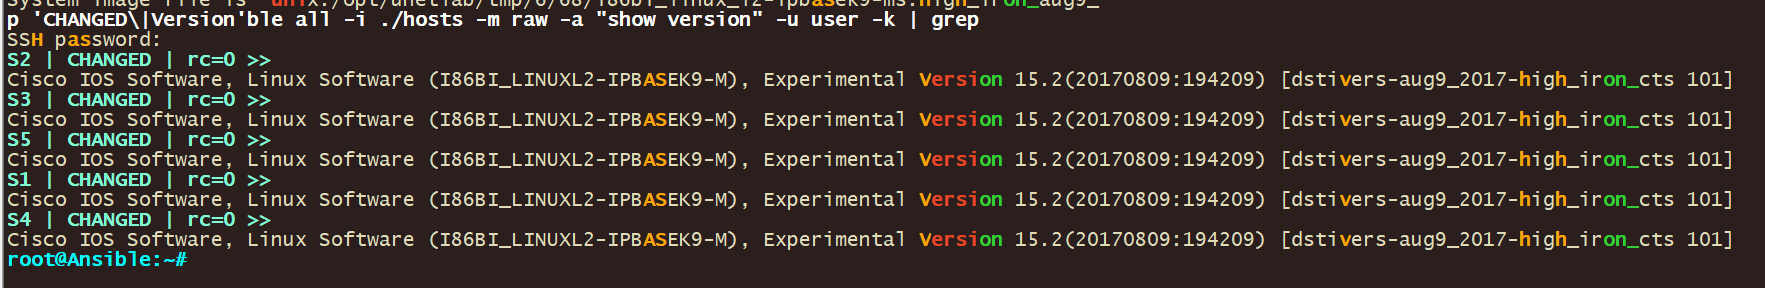 p 'CHANGED\|Version'ble all -i ./hosts -m raw -a "show version" -u user -k | grep
SSH password:
S2 | CHANGED | rc=0 >>
Cisco IOS Software, Linux Software (I86BI_LINUXL2-IPBASEK9-M), Experimental Version 15.2(20170809:194209) [dstivers-aug9_2017-high_iron_cts 101]
S3 | CHANGED | rc=0 >>
Cisco IOS Software, Linux Software (I86BI_LINUXL2-IPBASEK9-M), Experimental Version 15.2(20170809:194209) [dstivers-aug9_2017-high_iron_cts 101]
S5 | CHANGED | rc=0 >>
Cisco IOS Software, Linux Software (I86BI_LINUXL2-IPBASEK9-M), Experimental Version 15.2(20170809:194209) [dstivers-aug9_2017-high_iron_cts 101]
S1 | CHANGED | rc=0 >>
Cisco IOS Software, Linux Software (I86BI_LINUXL2-IPBASEK9-M), Experimental Version 15.2(20170809:194209) [dstivers-aug9_2017-high_iron_cts 101]
S4 | CHANGED | rc=0 >>
Cisco IOS Software, Linux Software (I86BI_LINUXL2-IPBASEK9-M), Experimental Version 15.2(20170809:194209) [dstivers-aug9_2017-high_iron_cts 101]
root@Ansible:~#